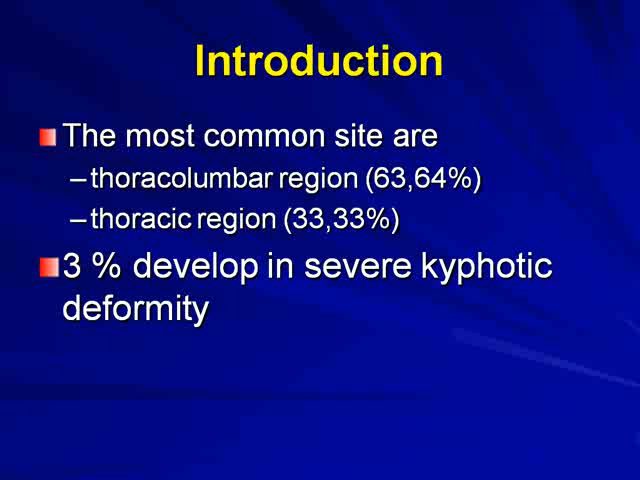 Introduction
The most common site are
–thoracolumbar region (63,64%)
–thoracic region (33,33%)
3 % develop in severe kyphotic
deformity